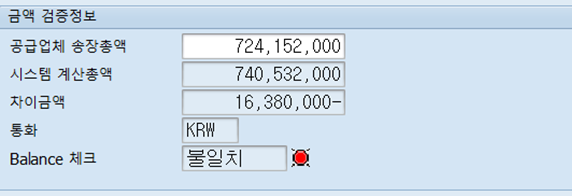 금액 검증정보
공급업체 송장총액 724,152,000
시스템 계산총액 740,532,000
차이금액 16,380,000-
통화 KRW
Balance 체크 불일치